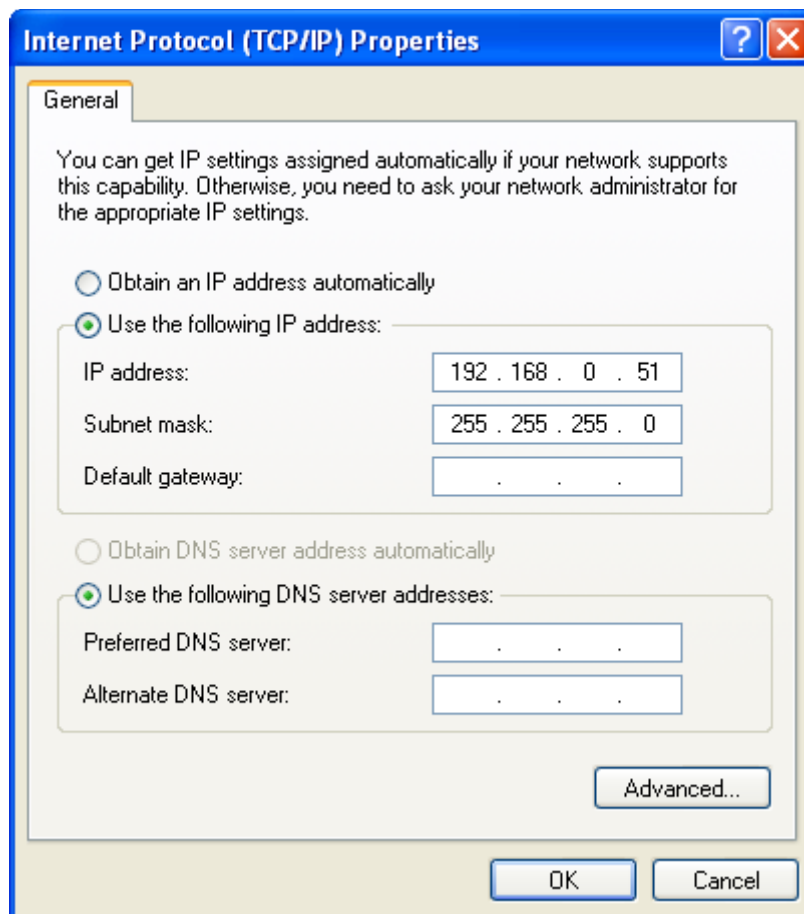 Internet Protocol (TCP/IP) Properties
General
You can get IP settings assigned automatically if your network supports
this capability. Otherwise, you need to ask your network administrator for
the appropriate IP settings.
Obtain an IP address automatically
Use the following IP address:
IP address: 192 . 168 . 0 . 51
Subnet mask: 255 . 255 . 255 . 0
Default gateway: . . .
Obtain DNS server address automatically
Use the following DNS server addresses:
Preferred DNS server: . . .
Alternate DNS server: . . .
Advanced...
OK Cancel